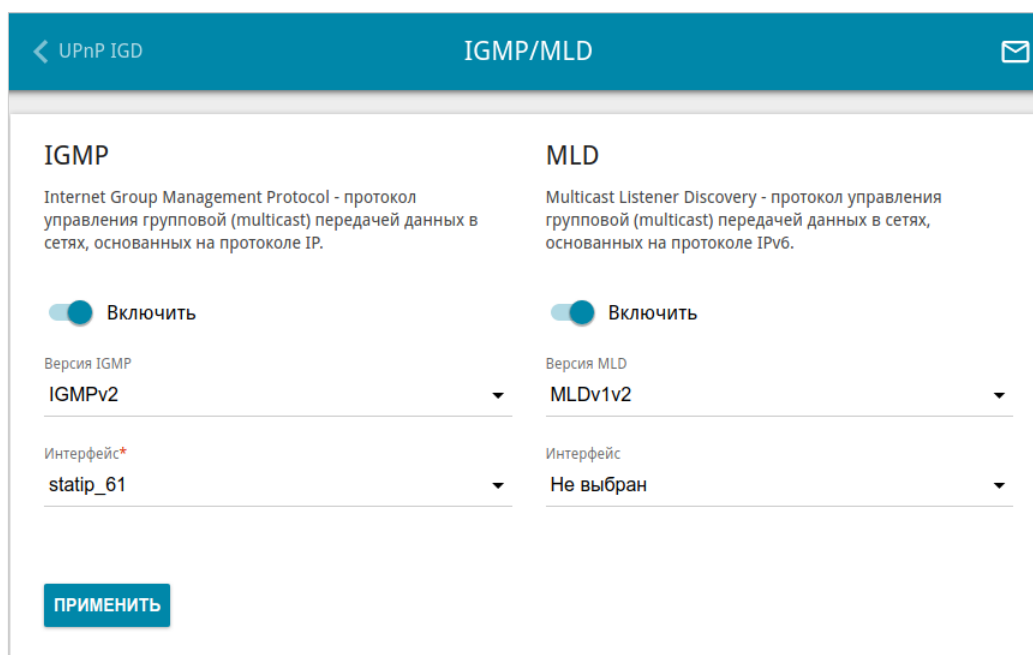 UPnP IGD
IGMP/MLD
IGMP
Internet Group Management Protocol - протокол
управления групповой (multicast) передачей данных в
сетях, основанных на протоколе IP.
Включить
Версия IGMP
IGMPv2
Интерфейс*
statip_61
MLD
Multicast Listener Discovery - протокол управления
групповой (multicast) передачей данных в сетях,
основанных на протоколе IPv6.
Включить
Версия MLD
MLDv1v2
Интерфейс
Не выбран
ПРИМЕНИТЬ